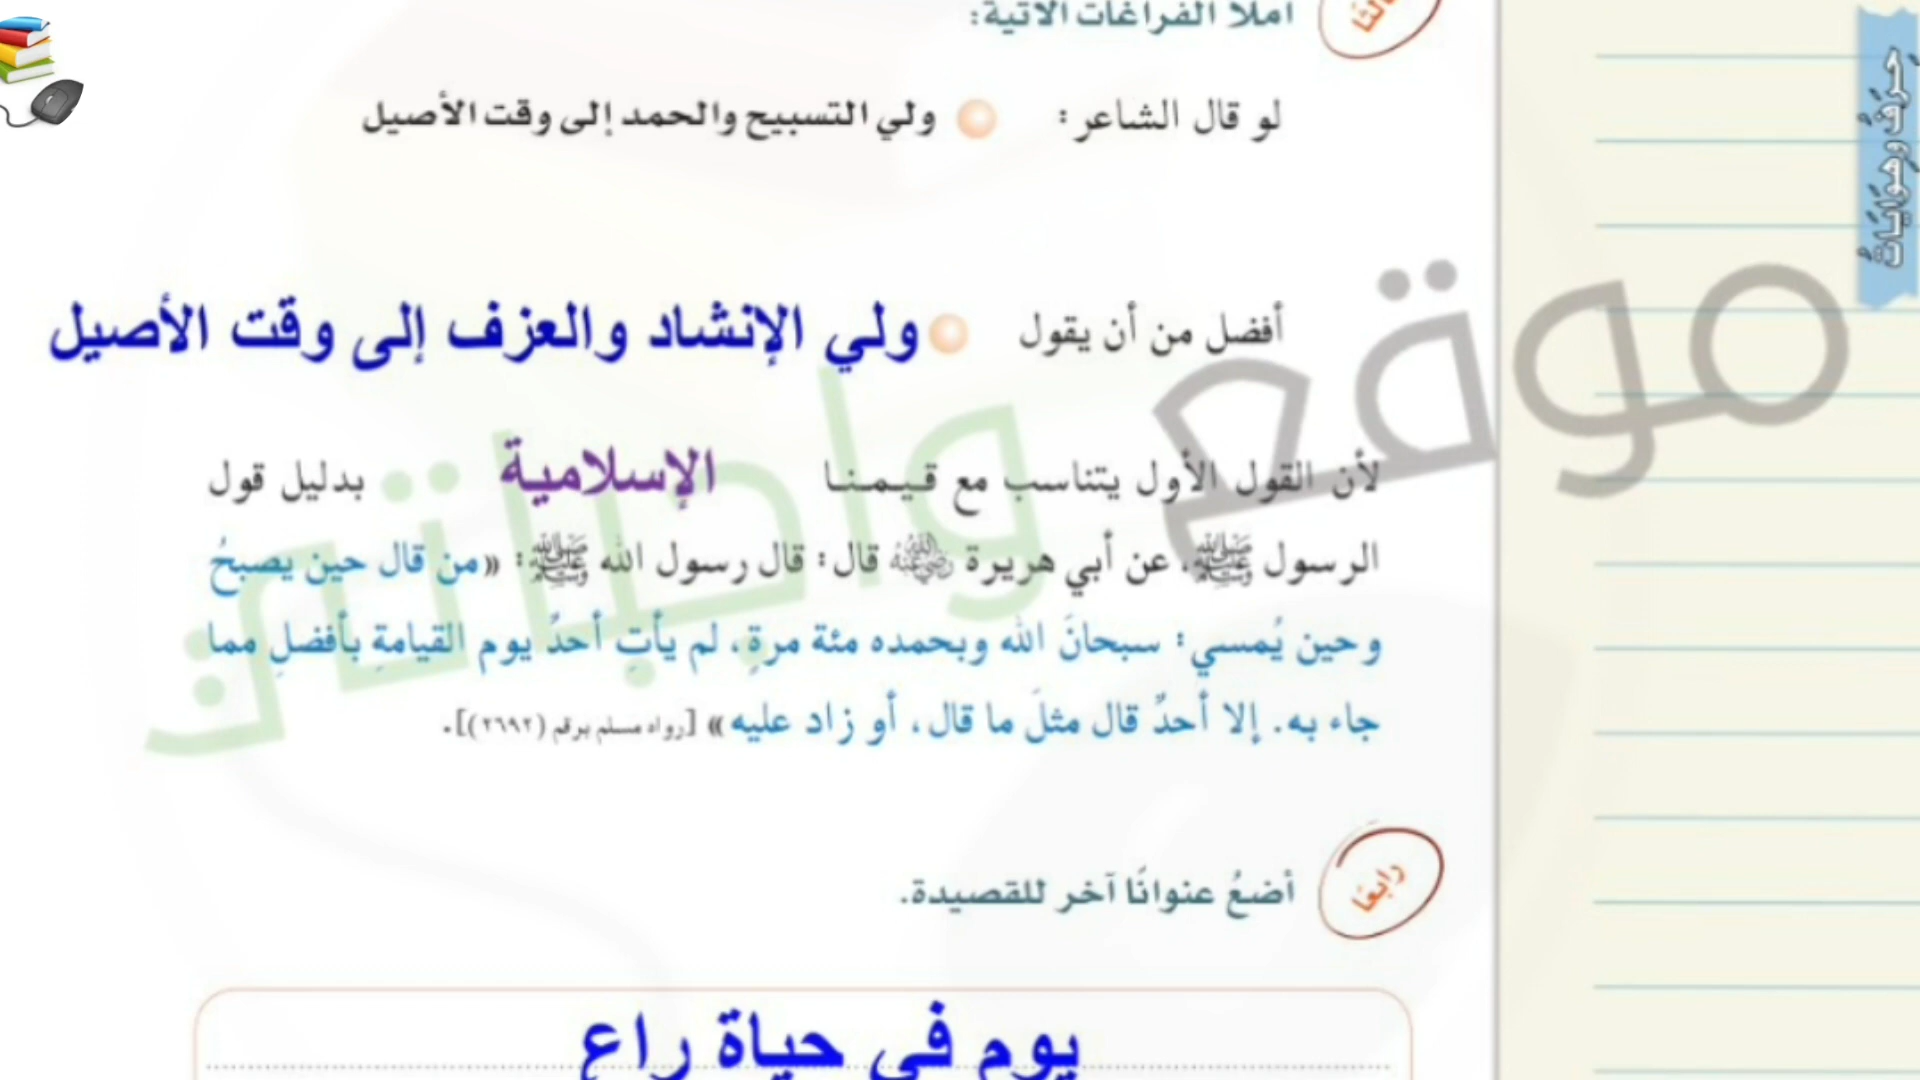 ثالثًا
املأ الفراغات الآتية:
لو قال الشاعر: ولي التسبيح والحمد إلى وقت الأصيل
أفضل من أن يقول ولي الإنشاد والعزف إلى وقت الأصيل
لأن القول الأول يتناسب مع قيمنا الإسلامية بدليل قول
الرسول ﷺ، عن أبي هريرة رضي الله عنه قال: قال رسول الله ﷺ: «من قال حين يصبحُ
وحين يُمسي: سبحانَ الله وبحمده مئة مرةٍ، لم يأتِ أحدٌ يوم القيامةِ بأفضلِ مما
جاء به. إلا أحدٌ قال مثلَ ما قال، أو زاد عليه» [رواه مسلم برقم (٢٦٩٢)].
رابعًا
أضعُ عنوانًا آخر للقصيدة.
يوم في حياة راع
حِرَفٌ وهِوَايَاتٌ
موقع واجباتي